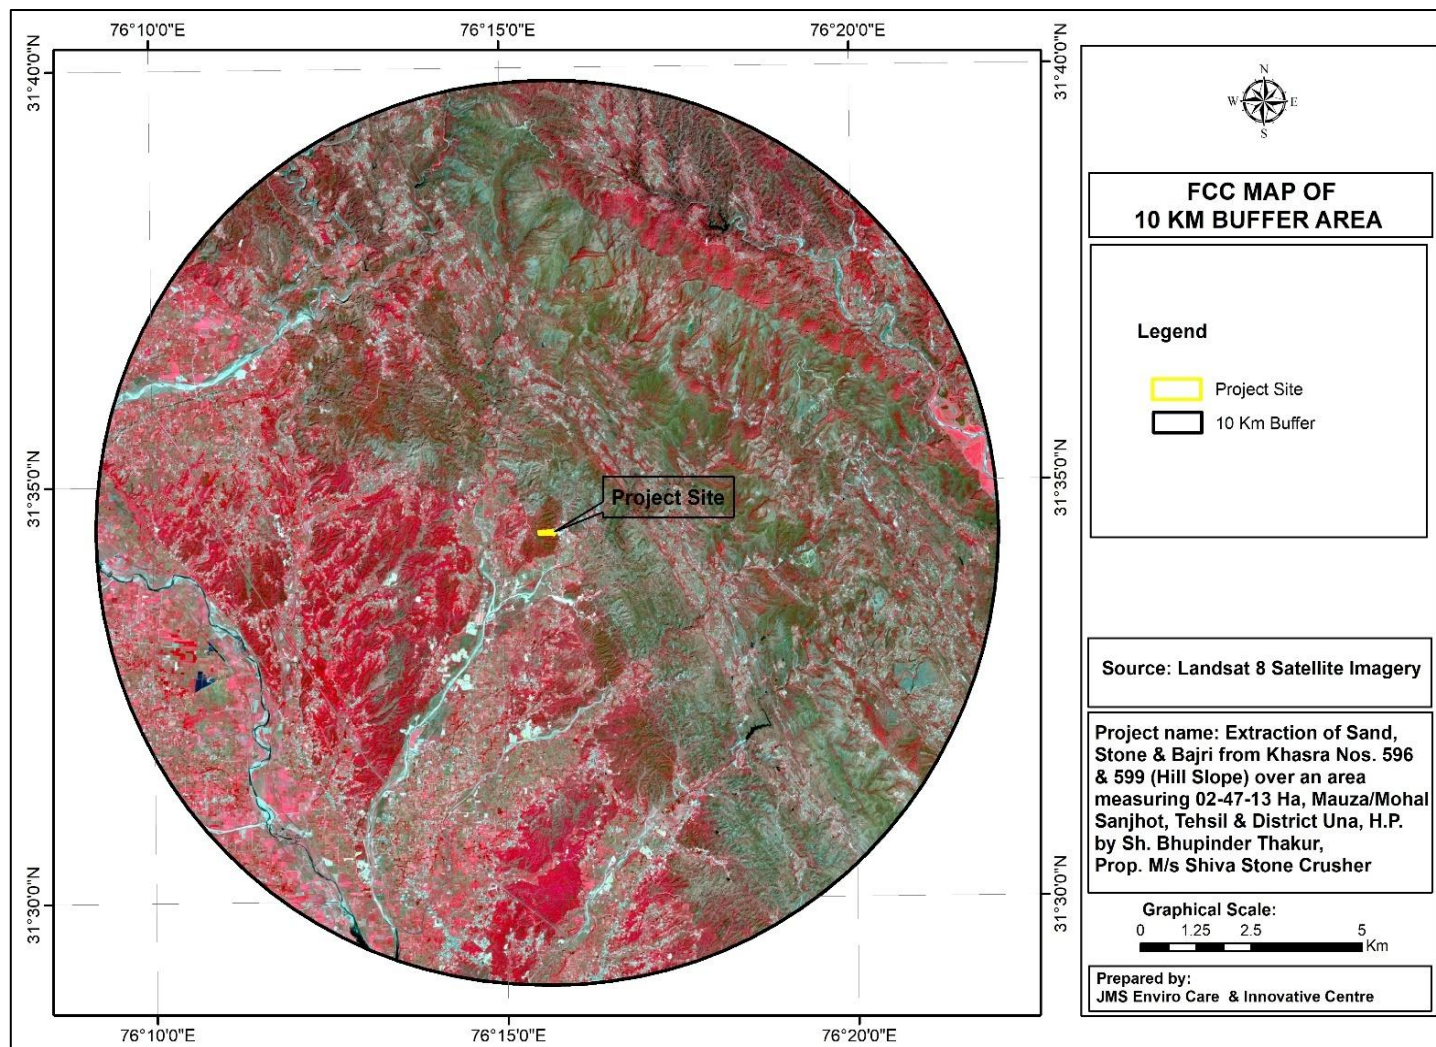 76°10'0"E
76°15'0"E
76°20'0"E
31°40'0"N
31°40'0"N
N
W
E
S
FCC MAP OF
10 KM BUFFER AREA
Legend
Project Site
10 Km Buffer
31°35'0"N
31°35'0"N
Project Site
Source: Landsat 8 Satellite Imagery
Project name: Extraction of Sand,
Stone & Bajri from Khasra Nos. 596
& 599 (Hill Slope) over an area
measuring 02-47-13 Ha, Mauza/Mohal
Sanjhot, Tehsil & District Una, H.P.
by Sh. Bhupinder Thakur,
Prop. M/s Shiva Stone Crusher
31°30'0"N
31°30'0"N
Graphical Scale:
0 1.25 2.5 5
Km
Prepared by:
JMS Enviro Care & Innovative Centre
76°10'0"E
76°15'0"E
76°20'0"E